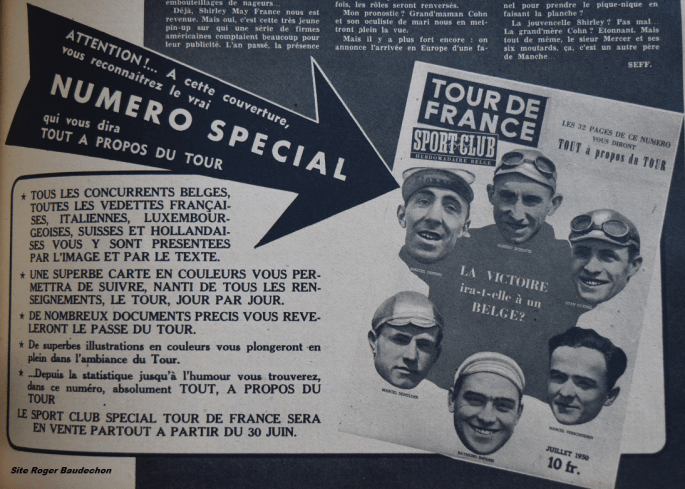 embouteillages de nageurs...
Déjà, Shirley May France nous est
revenue. Mais oui, c'est cette très jeune
pin-up sur qui une série de firmes
américaines comptaient beaucoup pour
leur publicité. L'an passé, la présence
fois, les rôles seront renversés.
Mon pronostic? Grand'maman Cohn
et son oculiste de mari nous en met-
tront plein la vue.
Mais il y a plus fort encore : on
annonce l'arrivée en Europe d'une fa-
nel pour prendre le pique-nique en
faisant la planche?
La jouvencelle Shirley? Pas mal...
La grand'mère Cohn? Etonnant. Mais
tout de même, le sieur Mercer et ses
six moutards, ça, c'est un autre père
de Manche
SEFF.
ATTENTION!... A cette couverture,
vous reconnaîtrez le vrai
NUMERO SPECIAL
qui vous dira
TOUT A PROPOS DU TOUR
★ TOUS LES CONCURRENTS BELGES,
TOUTES LES VEDETTES FRANÇAI-
SES, ITALIENNES, LUXEMBOUR-
GEOISES, SUISSES ET HOLLANDAI-
SES VOUS Y SONT PRESENTEES
PAR L'IMAGE ET PAR LE TEXTE.
★ UNE SUPERBE CARTE EN COULEURS VOUS PER-
METTRA DE SUIVRE, NANTI DE TOUS LES REN-
SEIGNEMENTS, LE TOUR, JOUR PAR JOUR.
★ DE NOMBREUX DOCUMENTS PRECIS VOUS REVE-
LERONT LE PASSE DU TOUR.
★ De superbes illustrations en couleurs vous plongeront en
plein dans l'ambiance du Tour.
★ ...Depuis la statistique jusqu'à l'humour vous trouverez,
dans ce numéro, absolument TOUT, A PROPOS DU
TOUR
LE SPORT CLUB SPECIAL TOUR DE FRANCE SERA
EN VENTE PARTOUT A PARTIR DU 30 JUIN.
TOUR DE
FRANCE
SPORT-CLUB
HEBDOMADAIRE BELGE
LES 32 PAGES DE CE NUMERO
VOUS DIRONT
TOUT à propos du TOUR
LA VICTOIRE
ira-t-elle à un
BELGE?
MARCEL
MARCEL
JUILLET 1950
10 fr.
Site Roger Baudechon